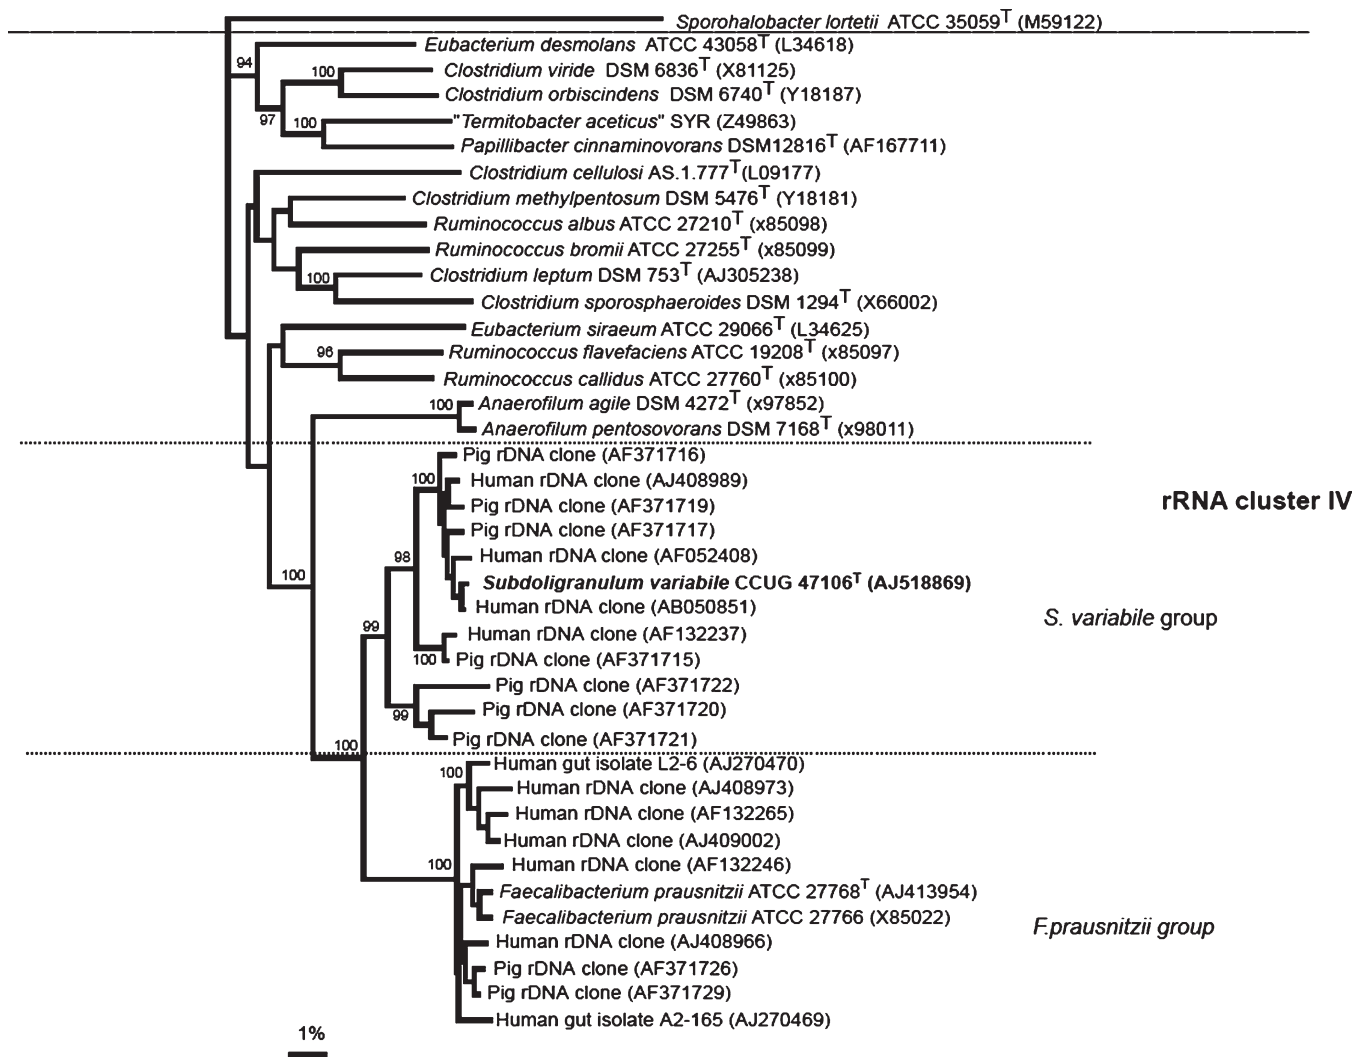 Sporohalobacter lortetii ATCC 35059T (M59122)
94
Eubacterium desmolans ATCC 43058T (L34618)
100
Clostridium viride DSM 6836T (X81125)
Clostridium orbiscindens DSM 6740T (Y18187)
97
100
"Termitobacter aceticus" SYR (Z49863)
Papillibacter cinnaminovorans DSM12816T (AF167711)
Clostridium cellulosi AS.1.777T(L09177)
Clostridium methylpentosum DSM 5476T (Y18181)
Ruminococcus albus ATCC 27210T (x85098)
Ruminococcus bromii ATCC 27255T (x85099)
100
Clostridium leptum DSM 753T (AJ305238)
Clostridium sporosphaeroides DSM 1294T (X66002)
Eubacterium siraeum ATCC 29066T (L34625)
96
Ruminococcus flavefaciens ATCC 19208T (x85097)
Ruminococcus callidus ATCC 27760T (x85100)
100
Anaerofilum agile DSM 4272T (x97852)
Anaerofilum pentosovorans DSM 7168T (x98011)
Pig rDNA clone (AF371716)
100
Human rDNA clone (AJ408989)
rRNA cluster IV
Pig rDNA clone (AF371719)
Pig rDNA clone (AF371717)
98
Human rDNA clone (AF052408)
100
Subdoligranulum variabile CCUG 47106T (AJ518869)
Human rDNA clone (AB050851)
S. variabile group
99
Human rDNA clone (AF132237)
100
Pig rDNA clone (AF371715)
Pig rDNA clone (AF371722)
99
Pig rDNA clone (AF371720)
Pig rDNA clone (AF371721)
100
Human gut isolate L2-6 (AJ270470)
100
Human rDNA clone (AJ408973)
Human rDNA clone (AF132265)
Human rDNA clone (AJ409002)
100
Human rDNA clone (AF132246)
Faecalibacterium prausnitzii ATCC 27768T (AJ413954)
Faecalibacterium prausnitzii ATCC 27766 (X85022)
F.prausnitzii group
Human rDNA clone (AJ408966)
Pig rDNA clone (AF371726)
Pig rDNA clone (AF371729)
Human gut isolate A2-165 (AJ270469)
1%